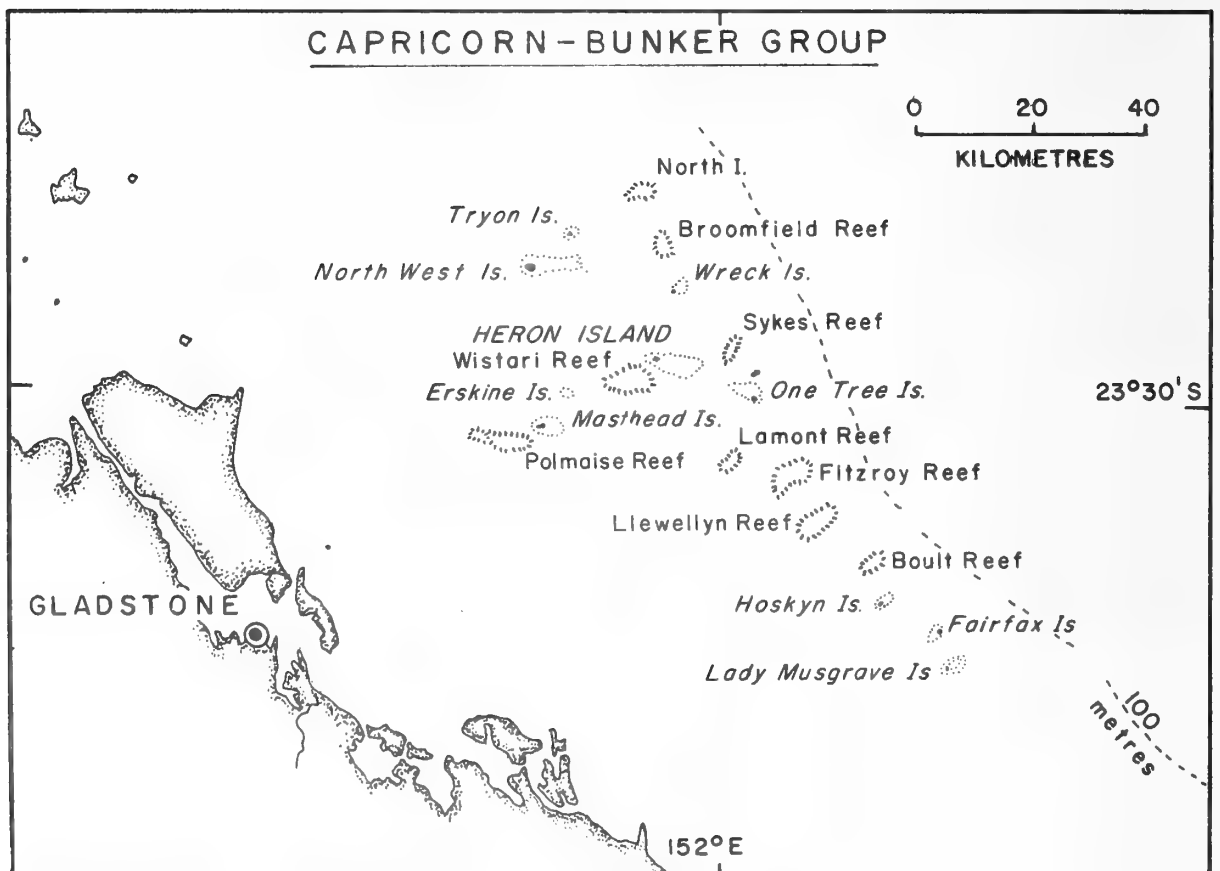 CAPRICORN-BUNKER GROUP
0 20 40
KILOMETRES
North I.
Tryon Is.
Broomfield Reef
North West Is.
Wreck Is.
Sykes Reef
HERON ISLAND
Wistari Reef
Erskine Is.
One Tree Is.
23°30'S
Masthead Is.
Lamont Reef
Polmaise Reef
Fitzroy Reef
Llewellyn Reef
Boult Reef
GLADSTONE
Hoskyn Is.
Fairfax Is
Lady Musgrave Is
100
metres
152°E